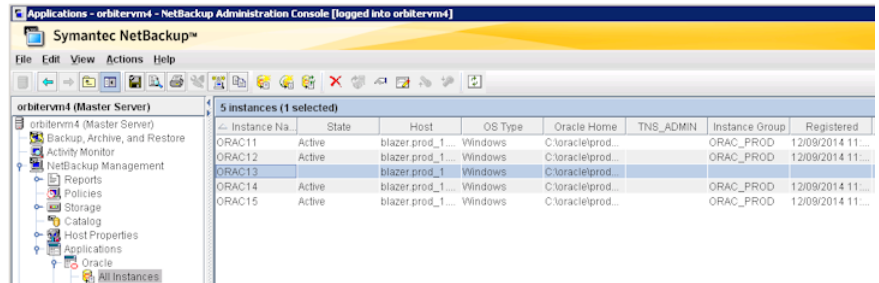 Applications - orbitervm4 - NetBackup Administration Console [logged into orbitervm4]
Symantec NetBackup™
File Edit View Actions Help
orbitervm4 (Master Server)
5 instances (1 selected)
orbitervm4 (Master Server)
Backup, Archive, and Restore
Activity Monitor
NetBackup Management
Reports
Policies
Storage
Catalog
Host Properties
Applications
Oracle
All Instances
Instance Na... State Host OS Type Oracle Home TNS_ADMIN Instance Group Registered
ORAC11 Active blazer.prod_1.... Windows C:\oracle\prod... ORAC_PROD 12/09/2014 11:...
ORAC12 Active blazer.prod_1.... Windows C:\oracle\prod... ORAC_PROD 12/09/2014 11:...
ORAC13 blazer.prod_1 Windows C:\oracle\prod... ORAC_PROD 12/09/2014 11:...
ORAC14 Active blazer.prod_1.... Windows C:\oracle\prod... ORAC_PROD 12/09/2014 11:...
ORAC15 Active blazer.prod_1.... Windows C:\oracle\prod... ORAC_PROD 12/09/2014 11:...